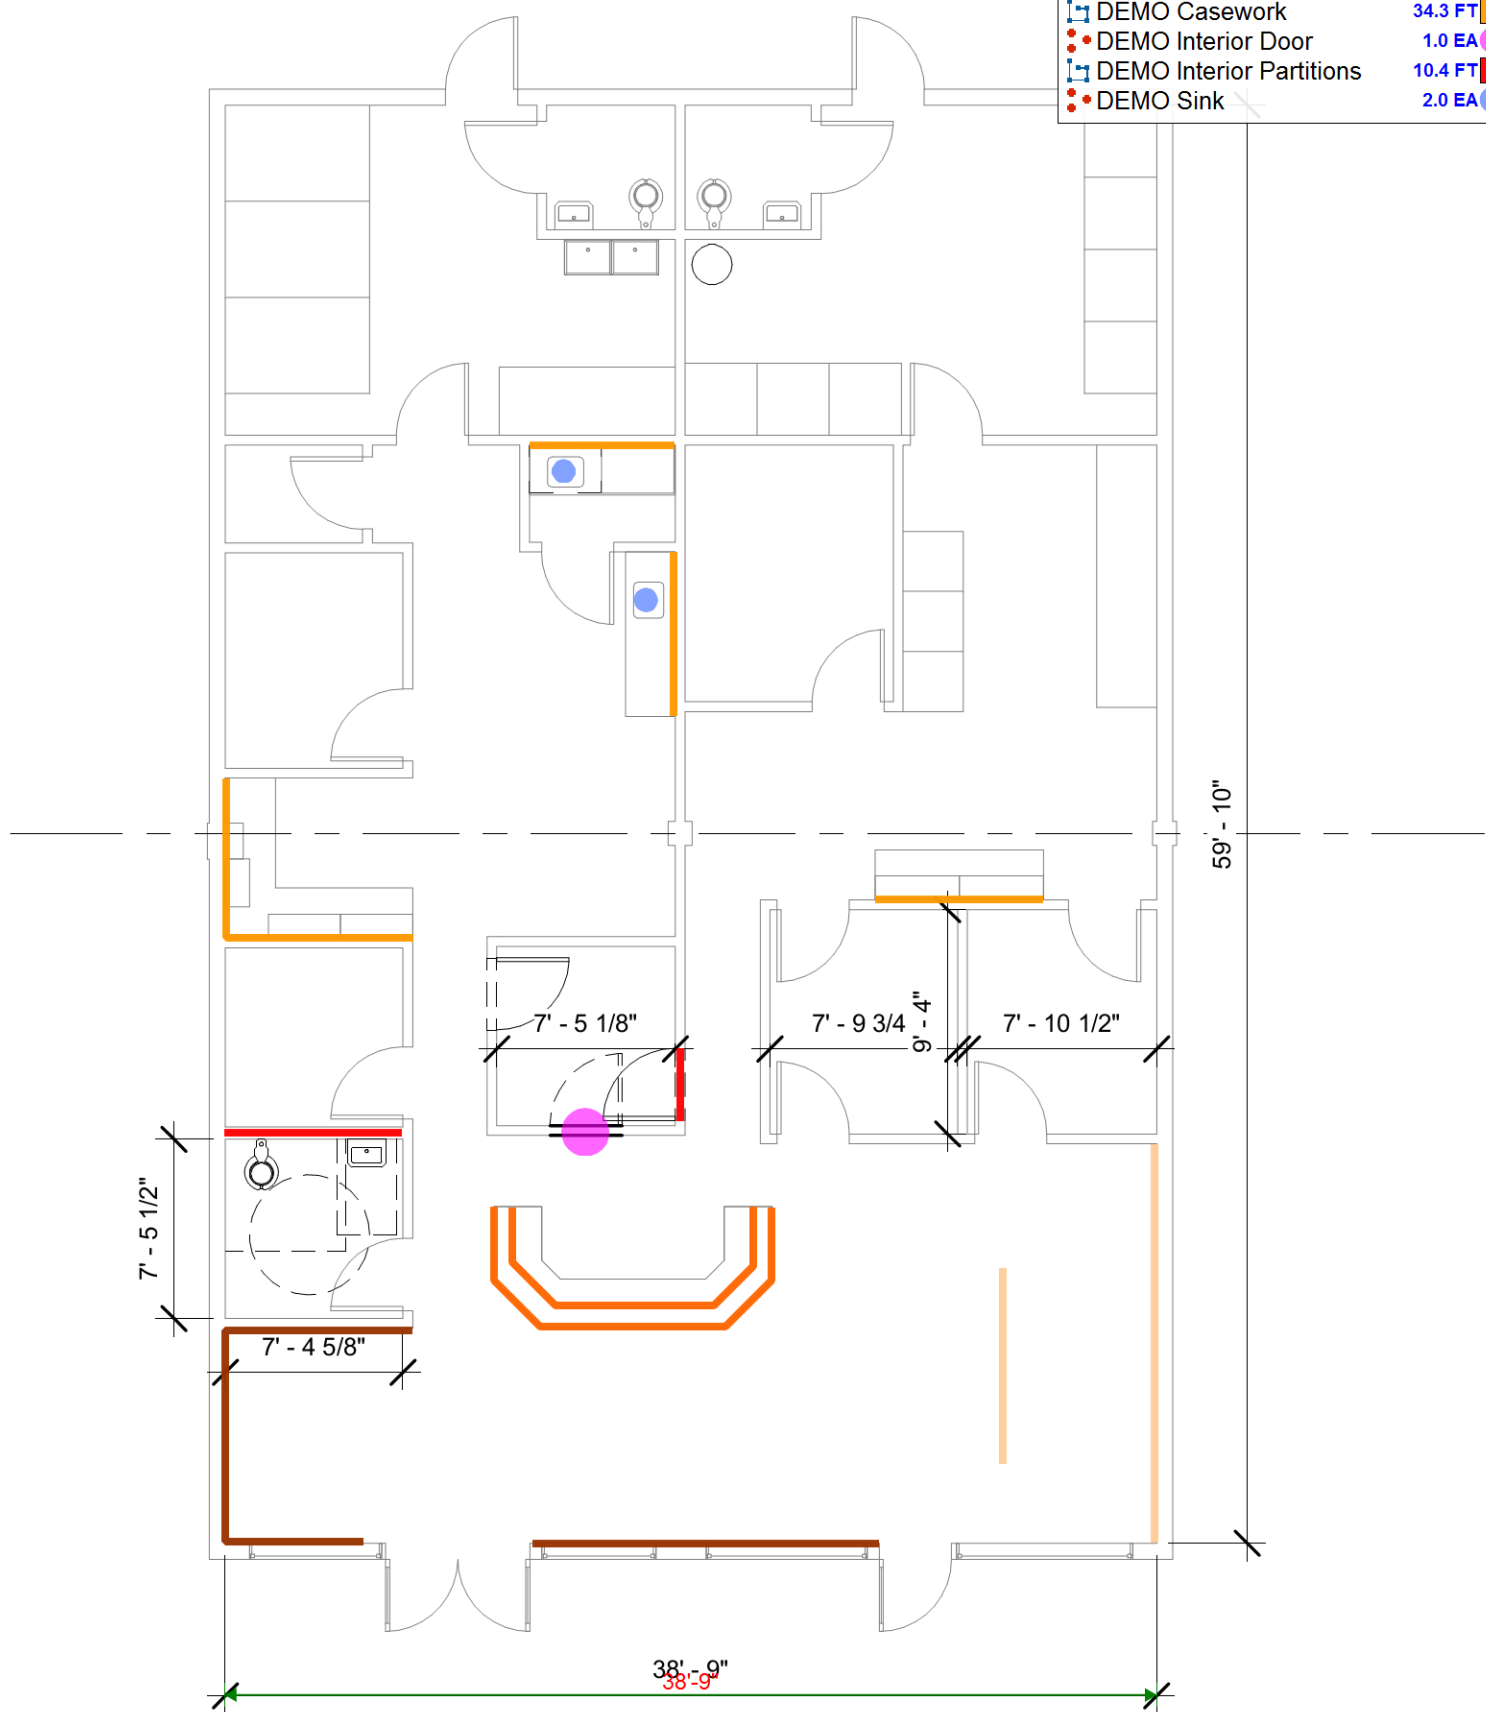 DEMO Casework 34.3 FT
DEMO Interior Door 1.0 EA
DEMO Interior Partitions 10.4 FT
DEMO Sink 2.0 EA
59' - 10"
7' - 5 1/8"
7' - 9 3/4
9' - 4"
7' - 10 1/2"
7' - 5 1/2"
7' - 4 5/8"
38' - 9"
38'-9"